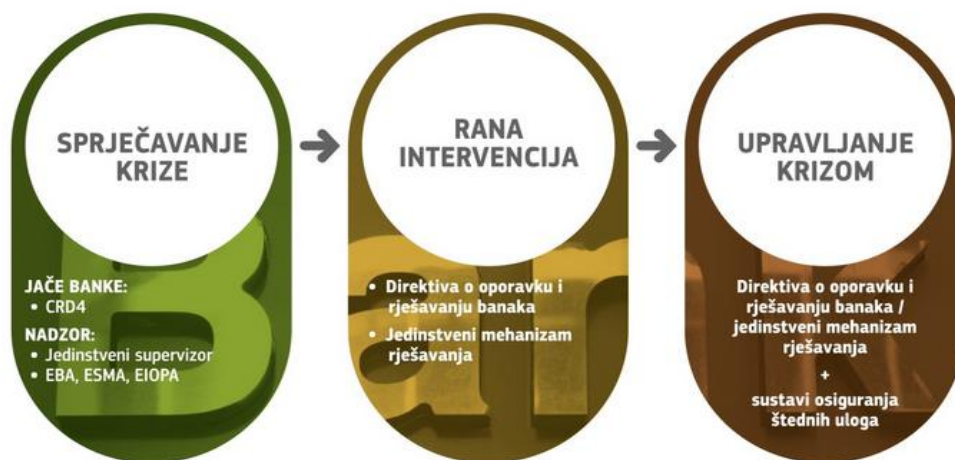 SPRJEČAVANJE
KRIZE
JAČE BANKE:
• CRD4
NADZOR:
• Jedinstveni supervizor
• EBA, ESMA, EIOPA
RANA
INTERVENCIJA
• Direktiva o oporavku i
rješavanju banaka
• Jedinstveni mehanizam
rješavanja
UPRAVLJANJE
KRIZOM
Direktiva o oporavku i
rješavanju banaka /
jedinstveni mehanizam
rješavanja
+
sustavi osiguranja
štednih uloga
Bank